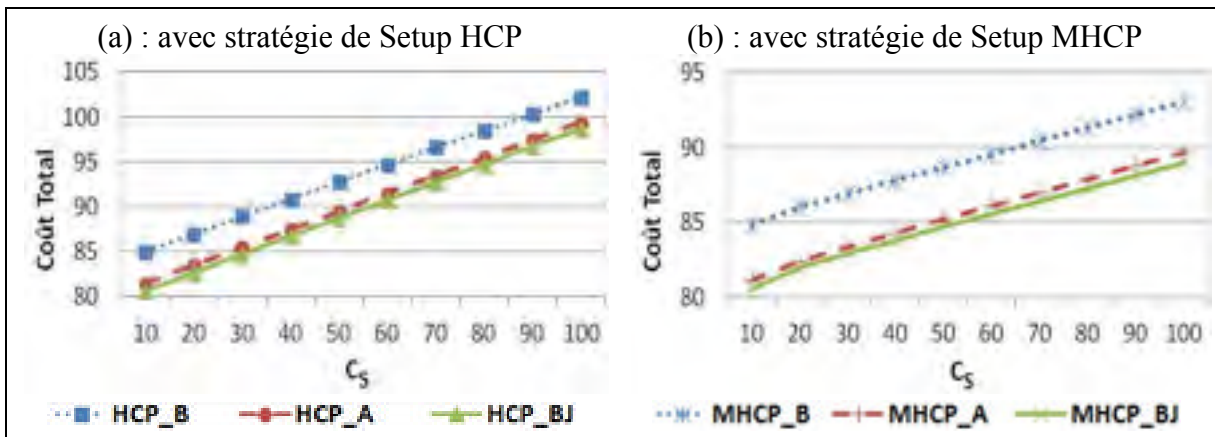 (a) : avec stratégie de Setup HCP
105
100
95
90
85
80
Coût Total
10 20 30 40 50 60 70 80 90 100
CS
HCP_B HCP_A HCP_BJ
(b) : avec stratégie de Setup MHCP
95
90
85
80
Coût Total
10 20 30 40 50 60 70 80 90 100
CS
MHCP_B MHCP_A MHCP_BJ